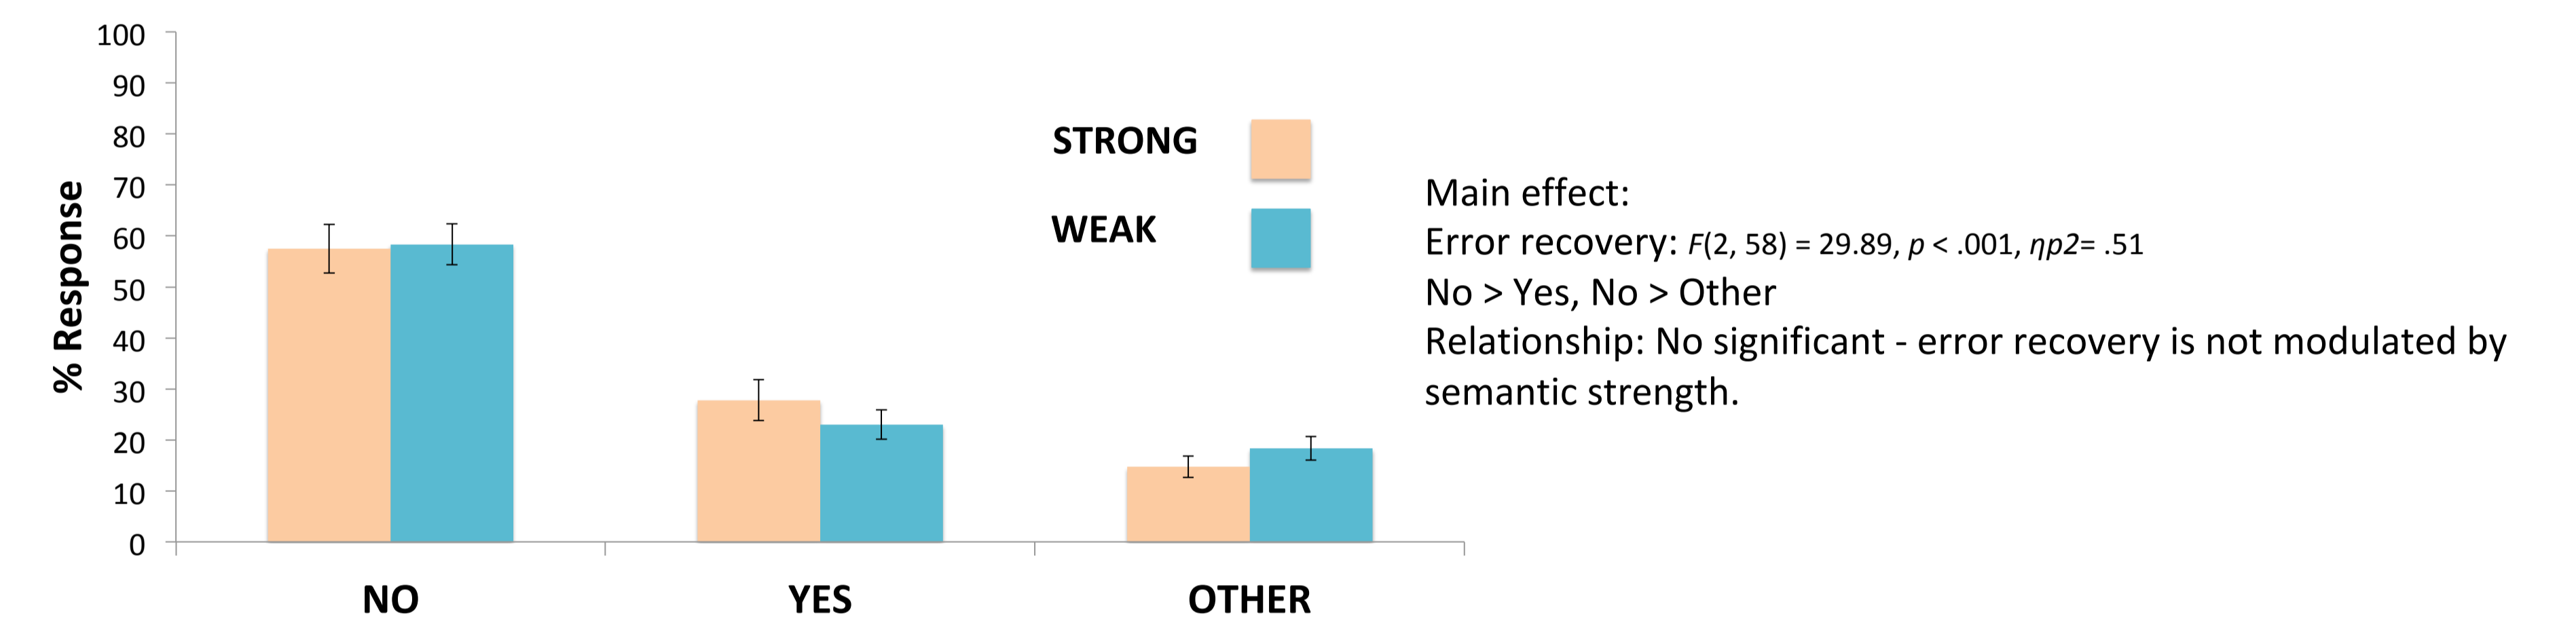 100
90
80
70
60
50
40
30
20
10
0
% Response
NO
YES
OTHER
STRONG
WEAK
Main effect:
Error recovery: F(2, 58) = 29.89, p < .001, ηp2= .51
No > Yes, No > Other
Relationship: No significant - error recovery is not modulated by
semantic strength.